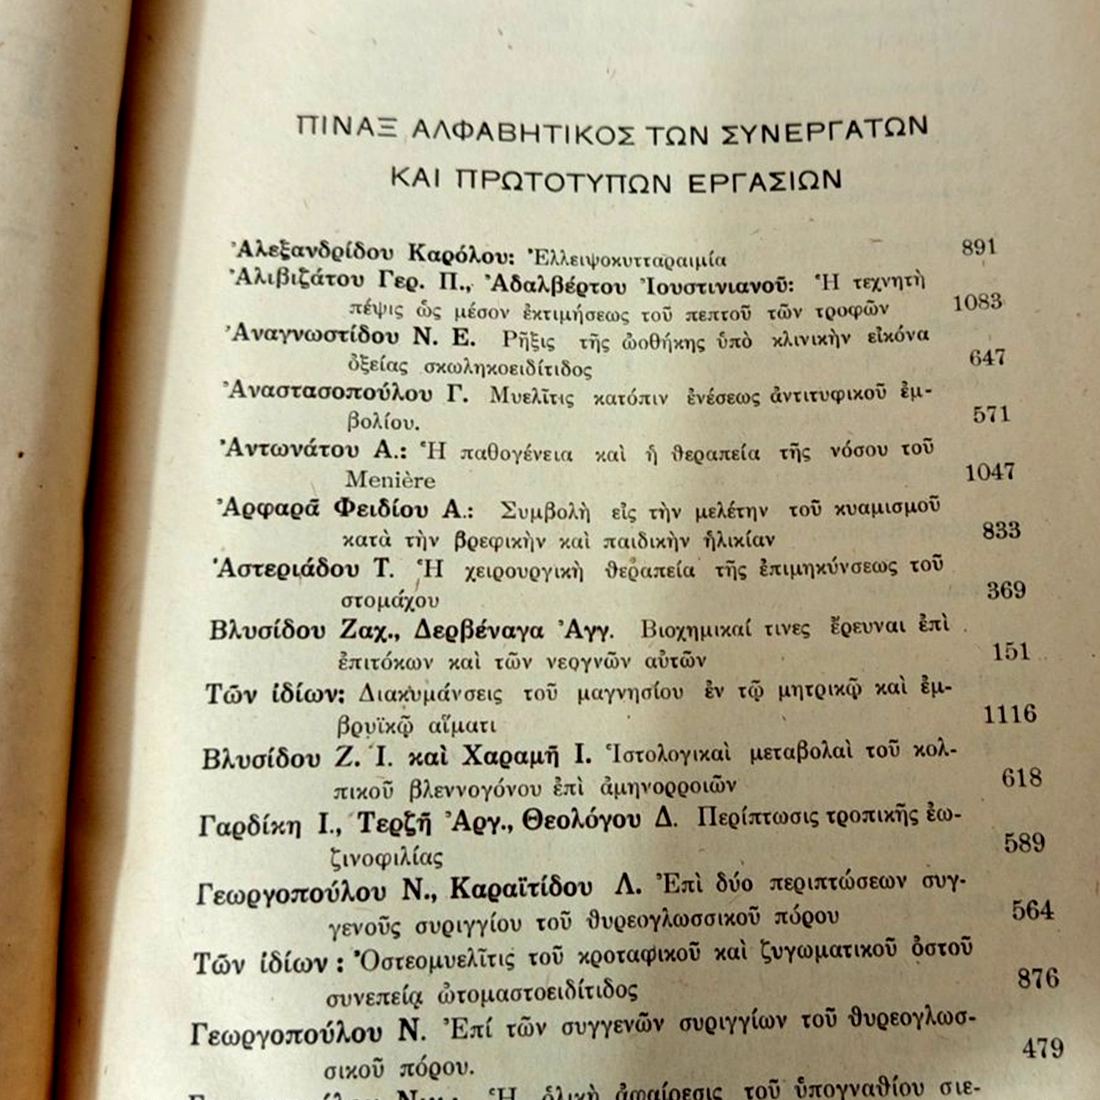 ΠΙΝΑΞ ΑΛΦΑΒΗΤΙΚΟΣ ΤΩΝ ΣΥΝΕΡΓΑΤΩΝ
ΚΑΙ ΠΡΩΤΟΤΥΠΩΝ ΕΡΓΑΣΙΩΝ
Ἀλεξανδρίδου Καρόλου: Ἐλλειψοκυτταραιμία 891
Ἀλιβιζάτου Γερ. Π., Ἀδαλβέρτου Ἰουστινιανοῦ: Ἡ τεχνητὴ
πέψις ὡς μέσον ἐκτιμήσεως τοῦ πεπτοῦ τῶν τροφῶν 1083
Ἀναγνωστίδου Ν. Ε. Ρῆξις τῆς ὠοθήκης ὑπὸ κλινικὴν εἰκόνα
ὀξείας σκωληκοειδίτιδος 647
Ἀναστασοπούλου Γ. Μυελῖτις κατόπιν ἐνέσεως ἀντιτυφικοῦ ἐμ-
βολίου. 571
Ἀντωνάτου Α.: Ἡ παθογένεια καὶ ἡ θεραπεία τῆς νόσου τοῦ
Menière 1047
Ἀρφαρᾶ Φειδίου Α.: Συμβολὴ εἰς τὴν μελέτην τοῦ κυαμισμοῦ
κατὰ τὴν βρεφικὴν καὶ παιδικὴν ἡλικίαν 833
Ἀστεριάδου Τ. Ἡ χειρουργικὴ θεραπεία τῆς ἐπιμηκύνσεως τοῦ
στομάχου 369
Βλυσίδου Ζαχ., Δερβέναγα Ἀγγ. Βιοχημικαί τινες ἔρευναι ἐπὶ
ἐπιτόκων καὶ τῶν νεογνῶν αὐτῶν 151
Τῶν ἰδίων: Διακυμάνσεις τοῦ μαγνησίου ἐν τῷ μητρικῷ καὶ ἐμ-
βρυϊκῷ αἵματι 1116
Βλυσίδου Ζ. Ἰ. καὶ Χαραμῆ Ι. Ἱστολογικαὶ μεταβολαὶ τοῦ κολ-
πικοῦ βλεννογόνου ἐπὶ ἀμηνορροιῶν 618
Γαρδίκη Ι., Τερζῆ Ἀργ., Θεολόγου Δ. Περίπτωσις τροπικῆς ἐω-
ζινοφιλίας 589
Γεωργοπούλου Ν., Καραϊτίδου Λ. Ἐπὶ δύο περιπτώσεων συγ-
γενοῦς συριγγίου τοῦ θυρεογλωσσικοῦ πόρου 564
Τῶν ἰδίων: Ὀστεομυελῖτις τοῦ κροταφικοῦ καὶ ζυγωματικοῦ ὀστοῦ
συνεπείᾳ ὠτομαστοειδίτιδος 876
Γεωργοπούλου Ν. Ἐπί τῶν συγγενῶν συριγγίων τοῦ θυρεογλωσ-
σικοῦ πόρου. 479
Ἡ ὁλικὴ ἀφαίρεσις τοῦ ὑπογναθίου σιε-